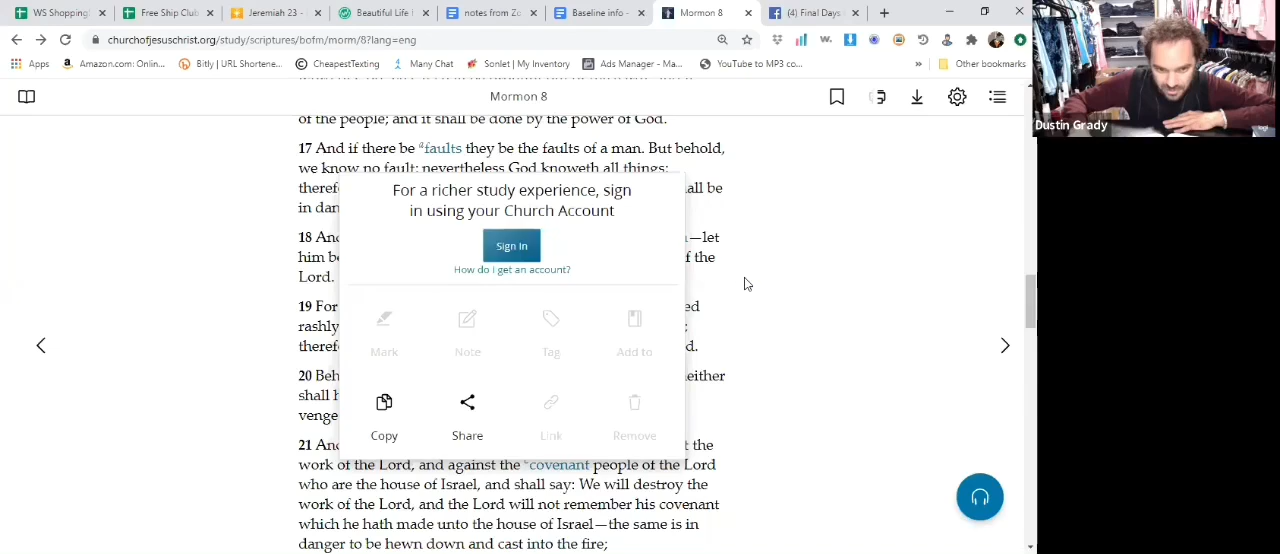 WS Shopping
Free Ship Club
Jeremiah 23 -
Beautiful Life
notes from Zo
Baseline info -
Mormon 8
(4) Final Days
churchofjesuschrist.org/study/scriptures/bofm/morm/8?lang=eng
Apps
Amazon.com: Onlin...
Bitly | URL Shortene...
CheapestTexting
Many Chat
Sonlet | My Inventory
Ads Manager - Ma...
YouTube to MP3 co...
»
Other bookmarks
Mormon 8
Dustin Grady
of the people; and it shall be done by the power of God.
17 And if there be a faults they be the faults of a man. But behold,
we know no fault; nevertheless God knoweth all things;
theref
all be
in dan
For a richer study experience, sign
in using your Church Account
Sign In
How do I get an account?
18 And
—let
him be
f the
Lord.
19 For
ed
rashly
;
theref
d.
20 Beh
either
shall h
venge
Mark
Note
Tag
Add to
Copy
Share
Link
Remove
21 And
t the
work of the Lord, and against the covenant people of the Lord
who are the house of Israel, and shall say: We will destroy the
work of the Lord, and the Lord will not remember his covenant
which he hath made unto the house of Israel—the same is in
danger to be hewn down and cast into the fire;